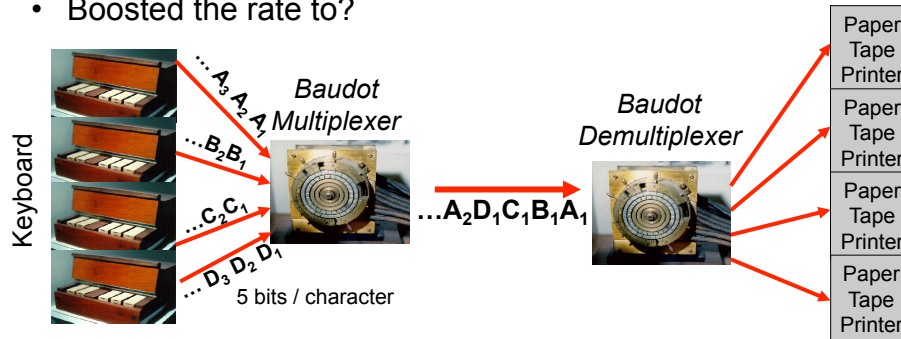 • Boosted the rate to?
Keyboard
… A3 A2 A1
…B2B1
…C2C1
… D3 D2 D1
5 bits / character
Baudot
Multiplexer
…A2D1C1B1A1
Baudot
Demultiplexer
Paper
Tape
Printer
Paper
Tape
Printer
Paper
Tape
Printer
Paper
Tape
Printer